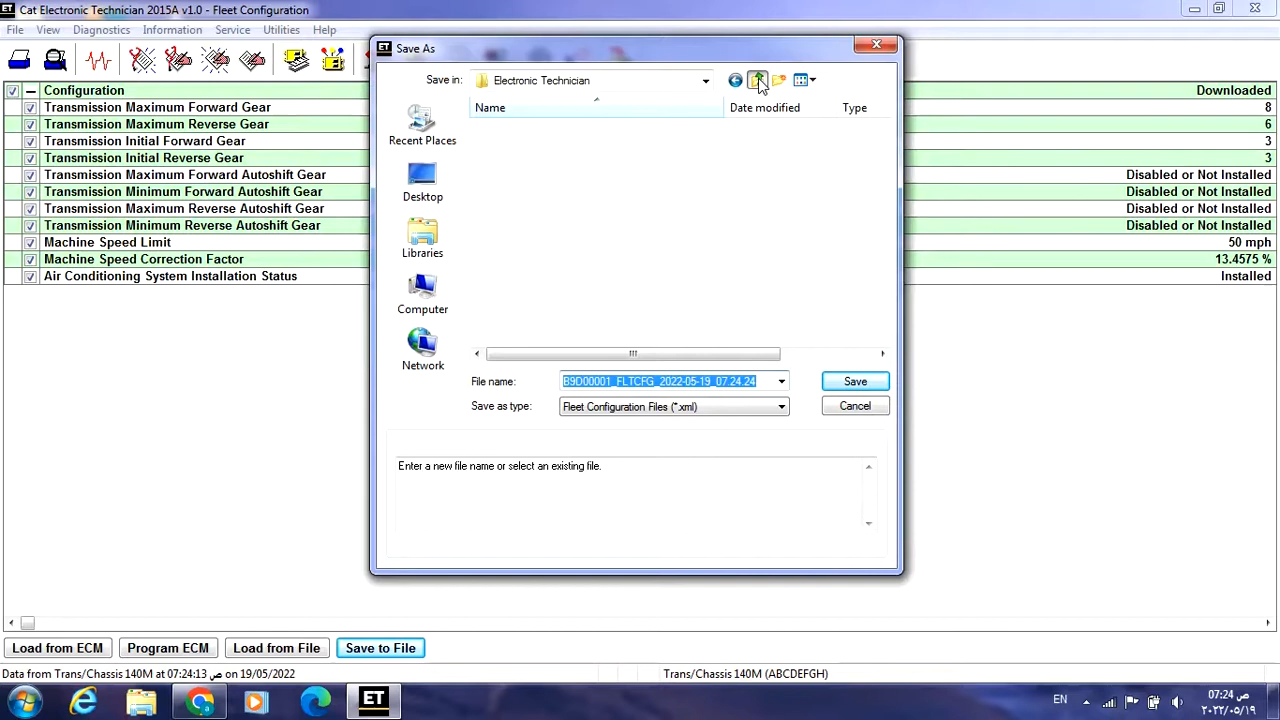 Cat Electronic Technician 2015A v1.0 - Fleet Configuration
File View Diagnostics Information Service Utilities Help
Configuration Downloaded
Transmission Maximum Forward Gear 8
Transmission Maximum Reverse Gear 6
Transmission Initial Forward Gear 3
Transmission Initial Reverse Gear 3
Transmission Maximum Forward Autoshift Gear Disabled or Not Installed
Transmission Minimum Forward Autoshift Gear Disabled or Not Installed
Transmission Maximum Reverse Autoshift Gear Disabled or Not Installed
Transmission Minimum Reverse Autoshift Gear Disabled or Not Installed
Machine Speed Limit 50 mph
Machine Speed Correction Factor 13.4575 %
Air Conditioning System Installation Status Installed
ET Save As
Save in: Electronic Technician
Name Date modified Type
Recent Places
Desktop
Libraries
Computer
Network
File name: B9D00001_FLTCFG_2022-05-19_07.24.24 Save
Save as type: Fleet Configuration Files (*.xml) Cancel
Enter a new file name or select an existing file.
Load from ECM Program ECM Load from File Save to File
Data from Trans/Chassis 140M at 07:24:13 ص on 19/05/2022 Trans/Chassis 140M (ABCDEFGH)
ET EN ص 07:24
٢٠٢٢/٠٥/١٩